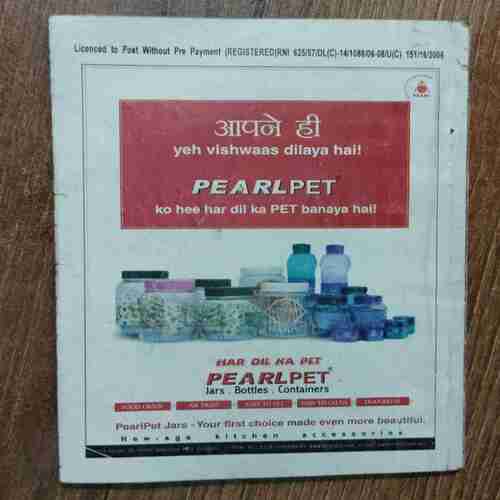 Licenced to Post Without Pre Payment (REGISTERED(RNI 625/57/DL(C)-14/1086/06-08/U(C) 151/16/2006
आपने ही
yeh vishwaas dilaya hai!
PEARLPET
ko hee har dil ka PET banaya hai!
HAR DIL KA PET
PEARLPET
Jars . Bottles . Containers
PearlPet Jars - Your first choice made even more beautiful.
New-age kitchen accessories